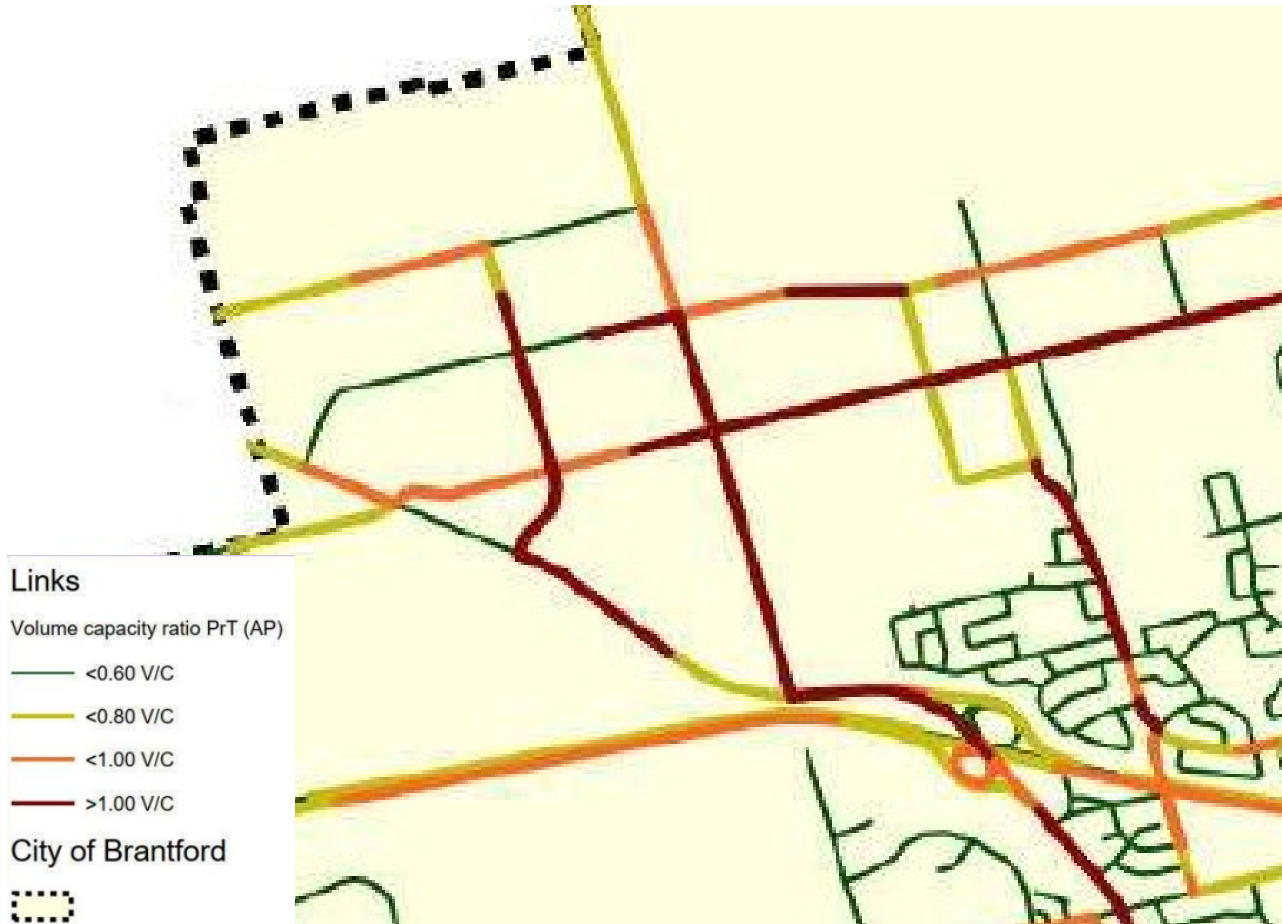 Links
Volume capacity ratio PrT (AP)
<0.60 V/C
<0.80 V/C
<1.00 V/C
>1.00 V/C
City of Brantford